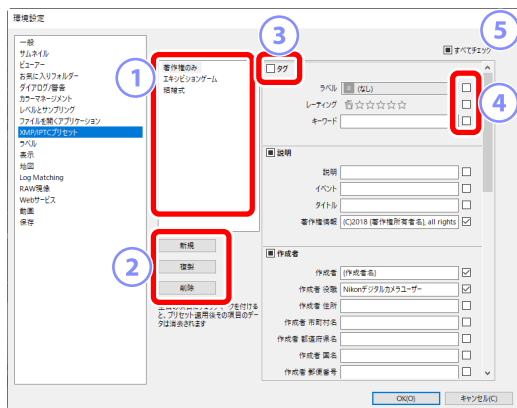 環境設定
一般
サムネイル
ビューアー
お気に入りフォルダー
ダイアログ/警告
カラーマネージメント
レベルとサンプリング
ファイルを開くアプリケーション
XMP/IPTCプリセット
ラベル
表示
地図
Log Matching
RAW現像
Webサービス
動画
保存
1
著作権のみ
エキシビションゲーム
結婚式
2
新規
複製
削除
と、プリセット適用後その項目のデー
タは消去されます
3
タグ
5
すべてチェック
ラベル (なし)
レーティング
キーワード
4
説明
説明
イベント
タイトル
著作権情報 (C)2018 (著作権所有者名), all rights
作成者
作成者 (作成者名)
作成者 役職 Nikonデジタルカメラユーザー
作成者 住所
作成者 市町村名
作成者 都道府県名
作成者 国名
作成者 郵便番号
OK(O)
キャンセル(C)